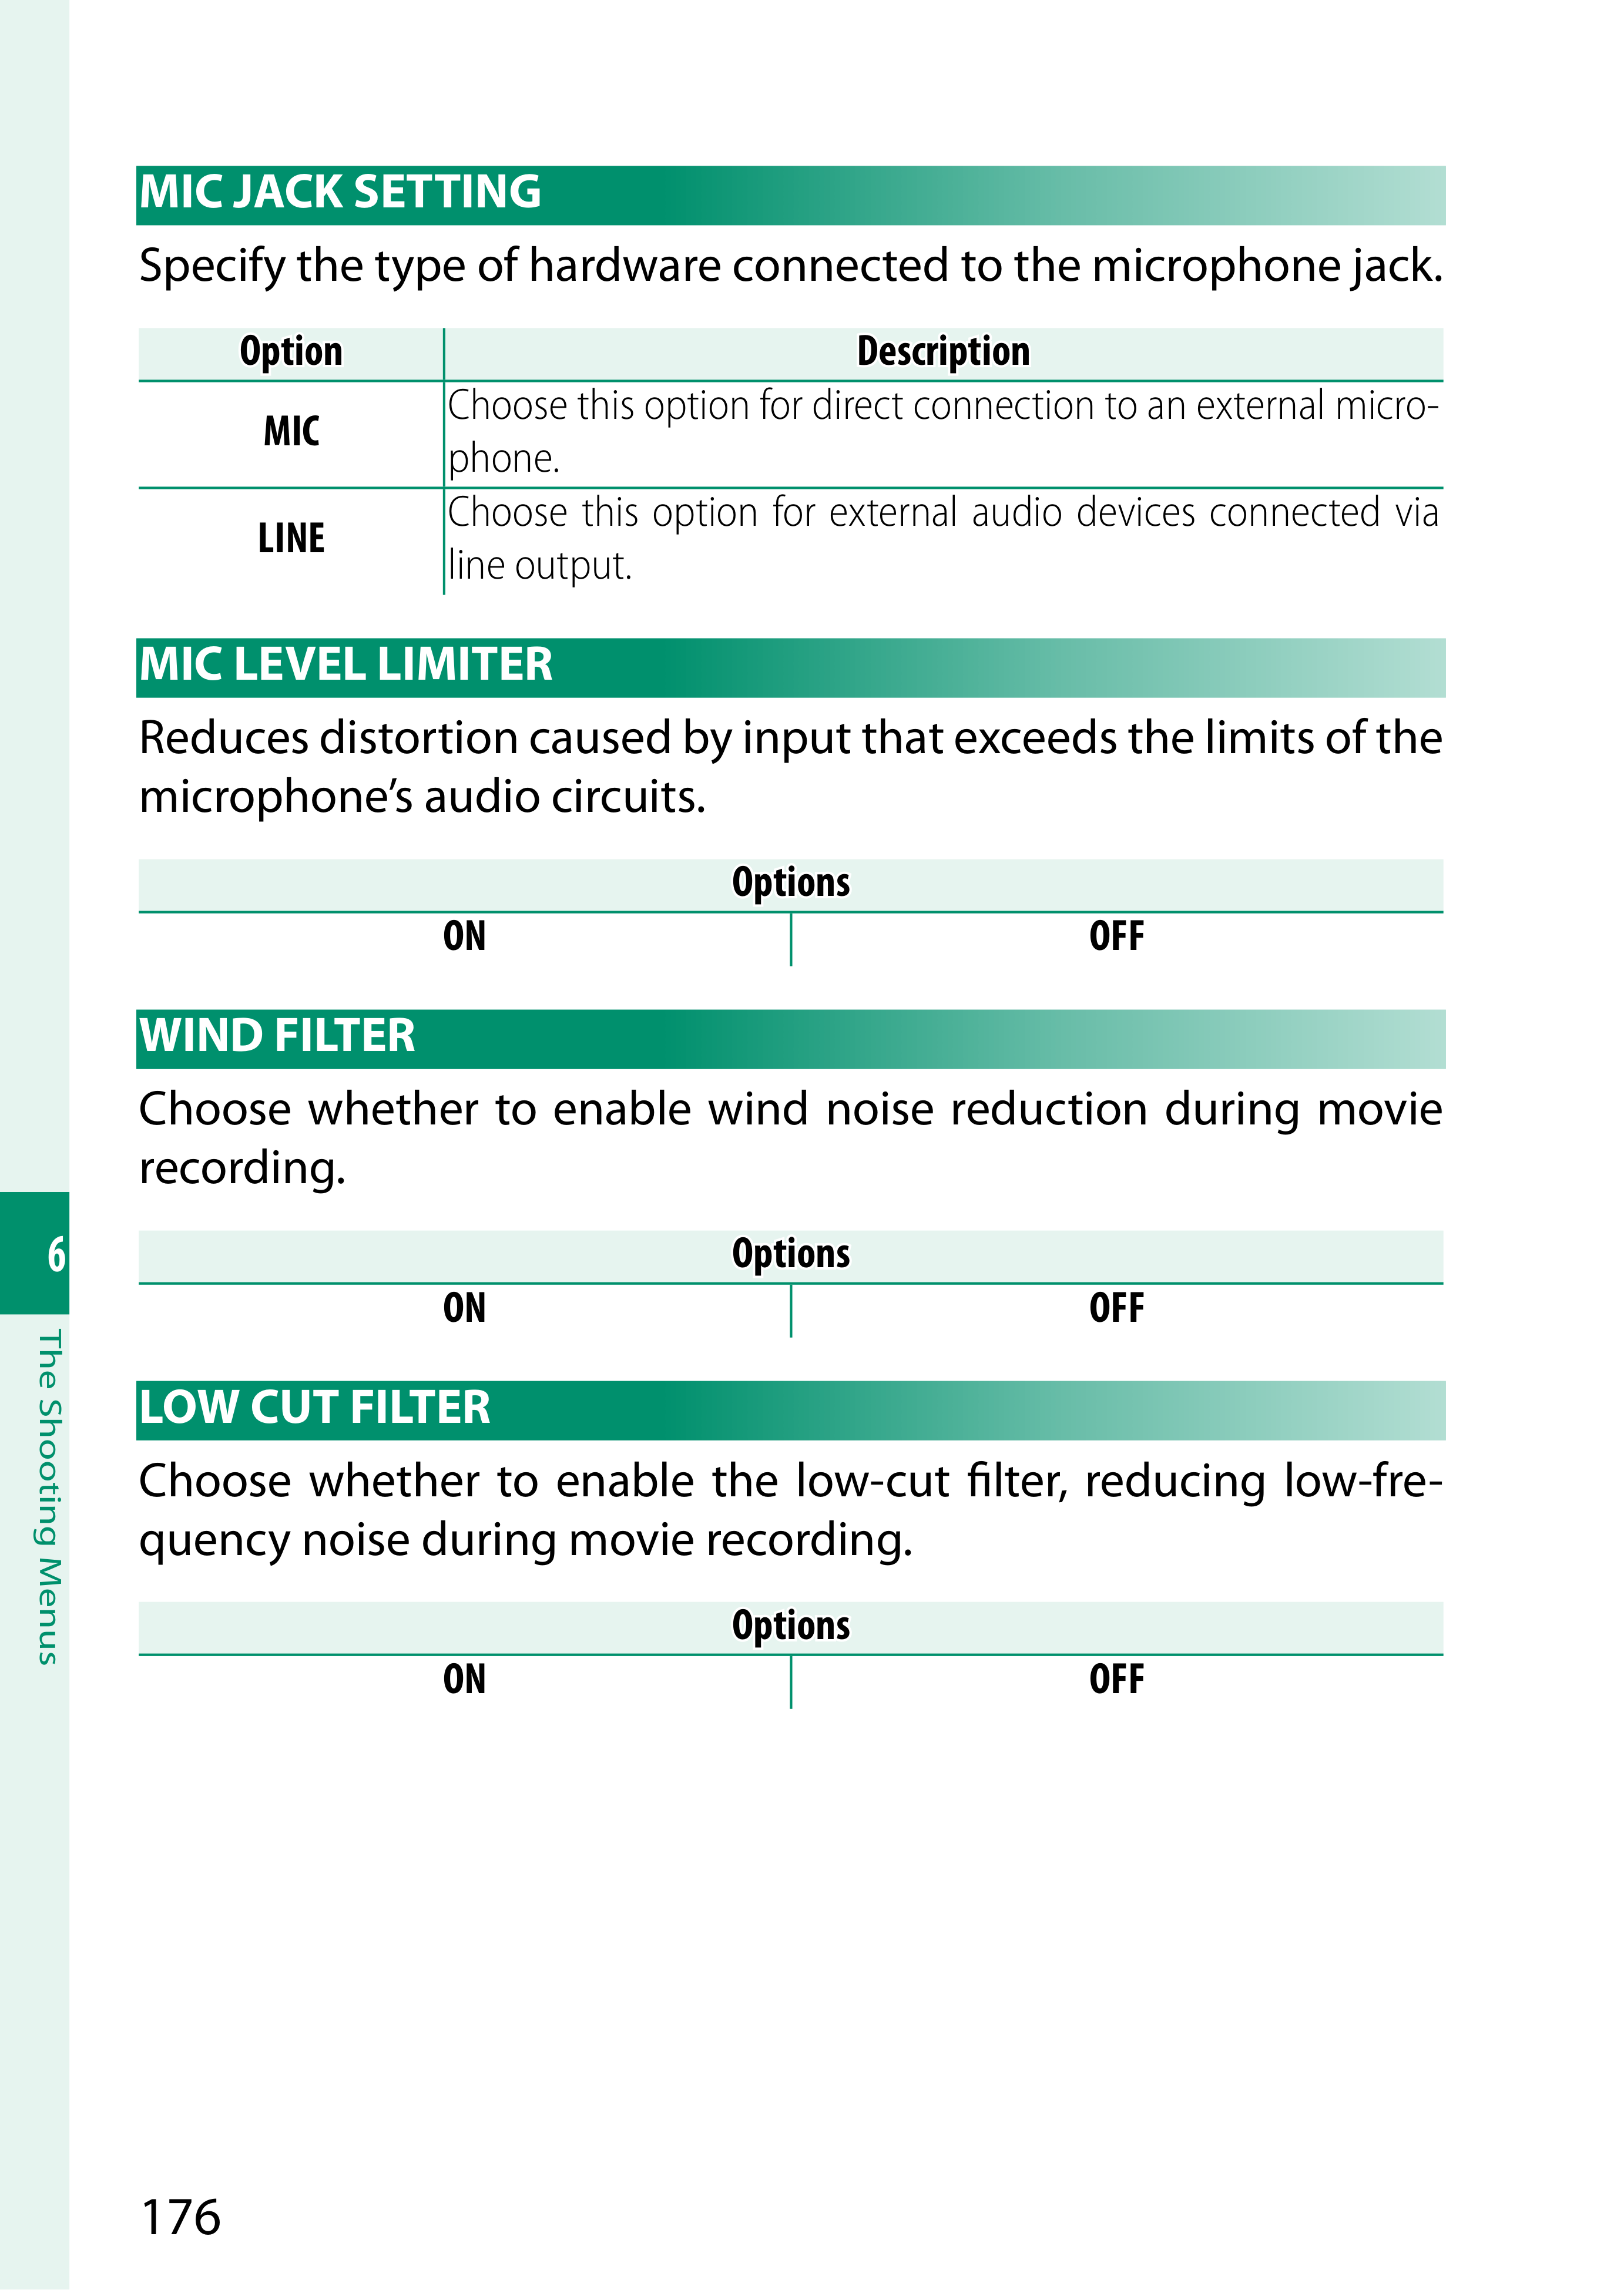 MIC JACK SETTING
Specify the type of hardware connected to the microphone jack.
Option Description
MIC Choose this option for direct connection to an external micro-
phone.
LINE Choose this option for external audio devices connected via
line output.
MIC LEVEL LIMITER
Reduces distortion caused by input that exceeds the limits of the
microphone’s audio circuits.
Options
ON OFF
WIND FILTER
Choose whether to enable wind noise reduction during movie
recording.
Options
ON OFF
LOW CUT FILTER
Choose whether to enable the low-cut filter, reducing low-fre-
quency noise during movie recording.
Options
ON OFF
6
The Shooting Menus
176